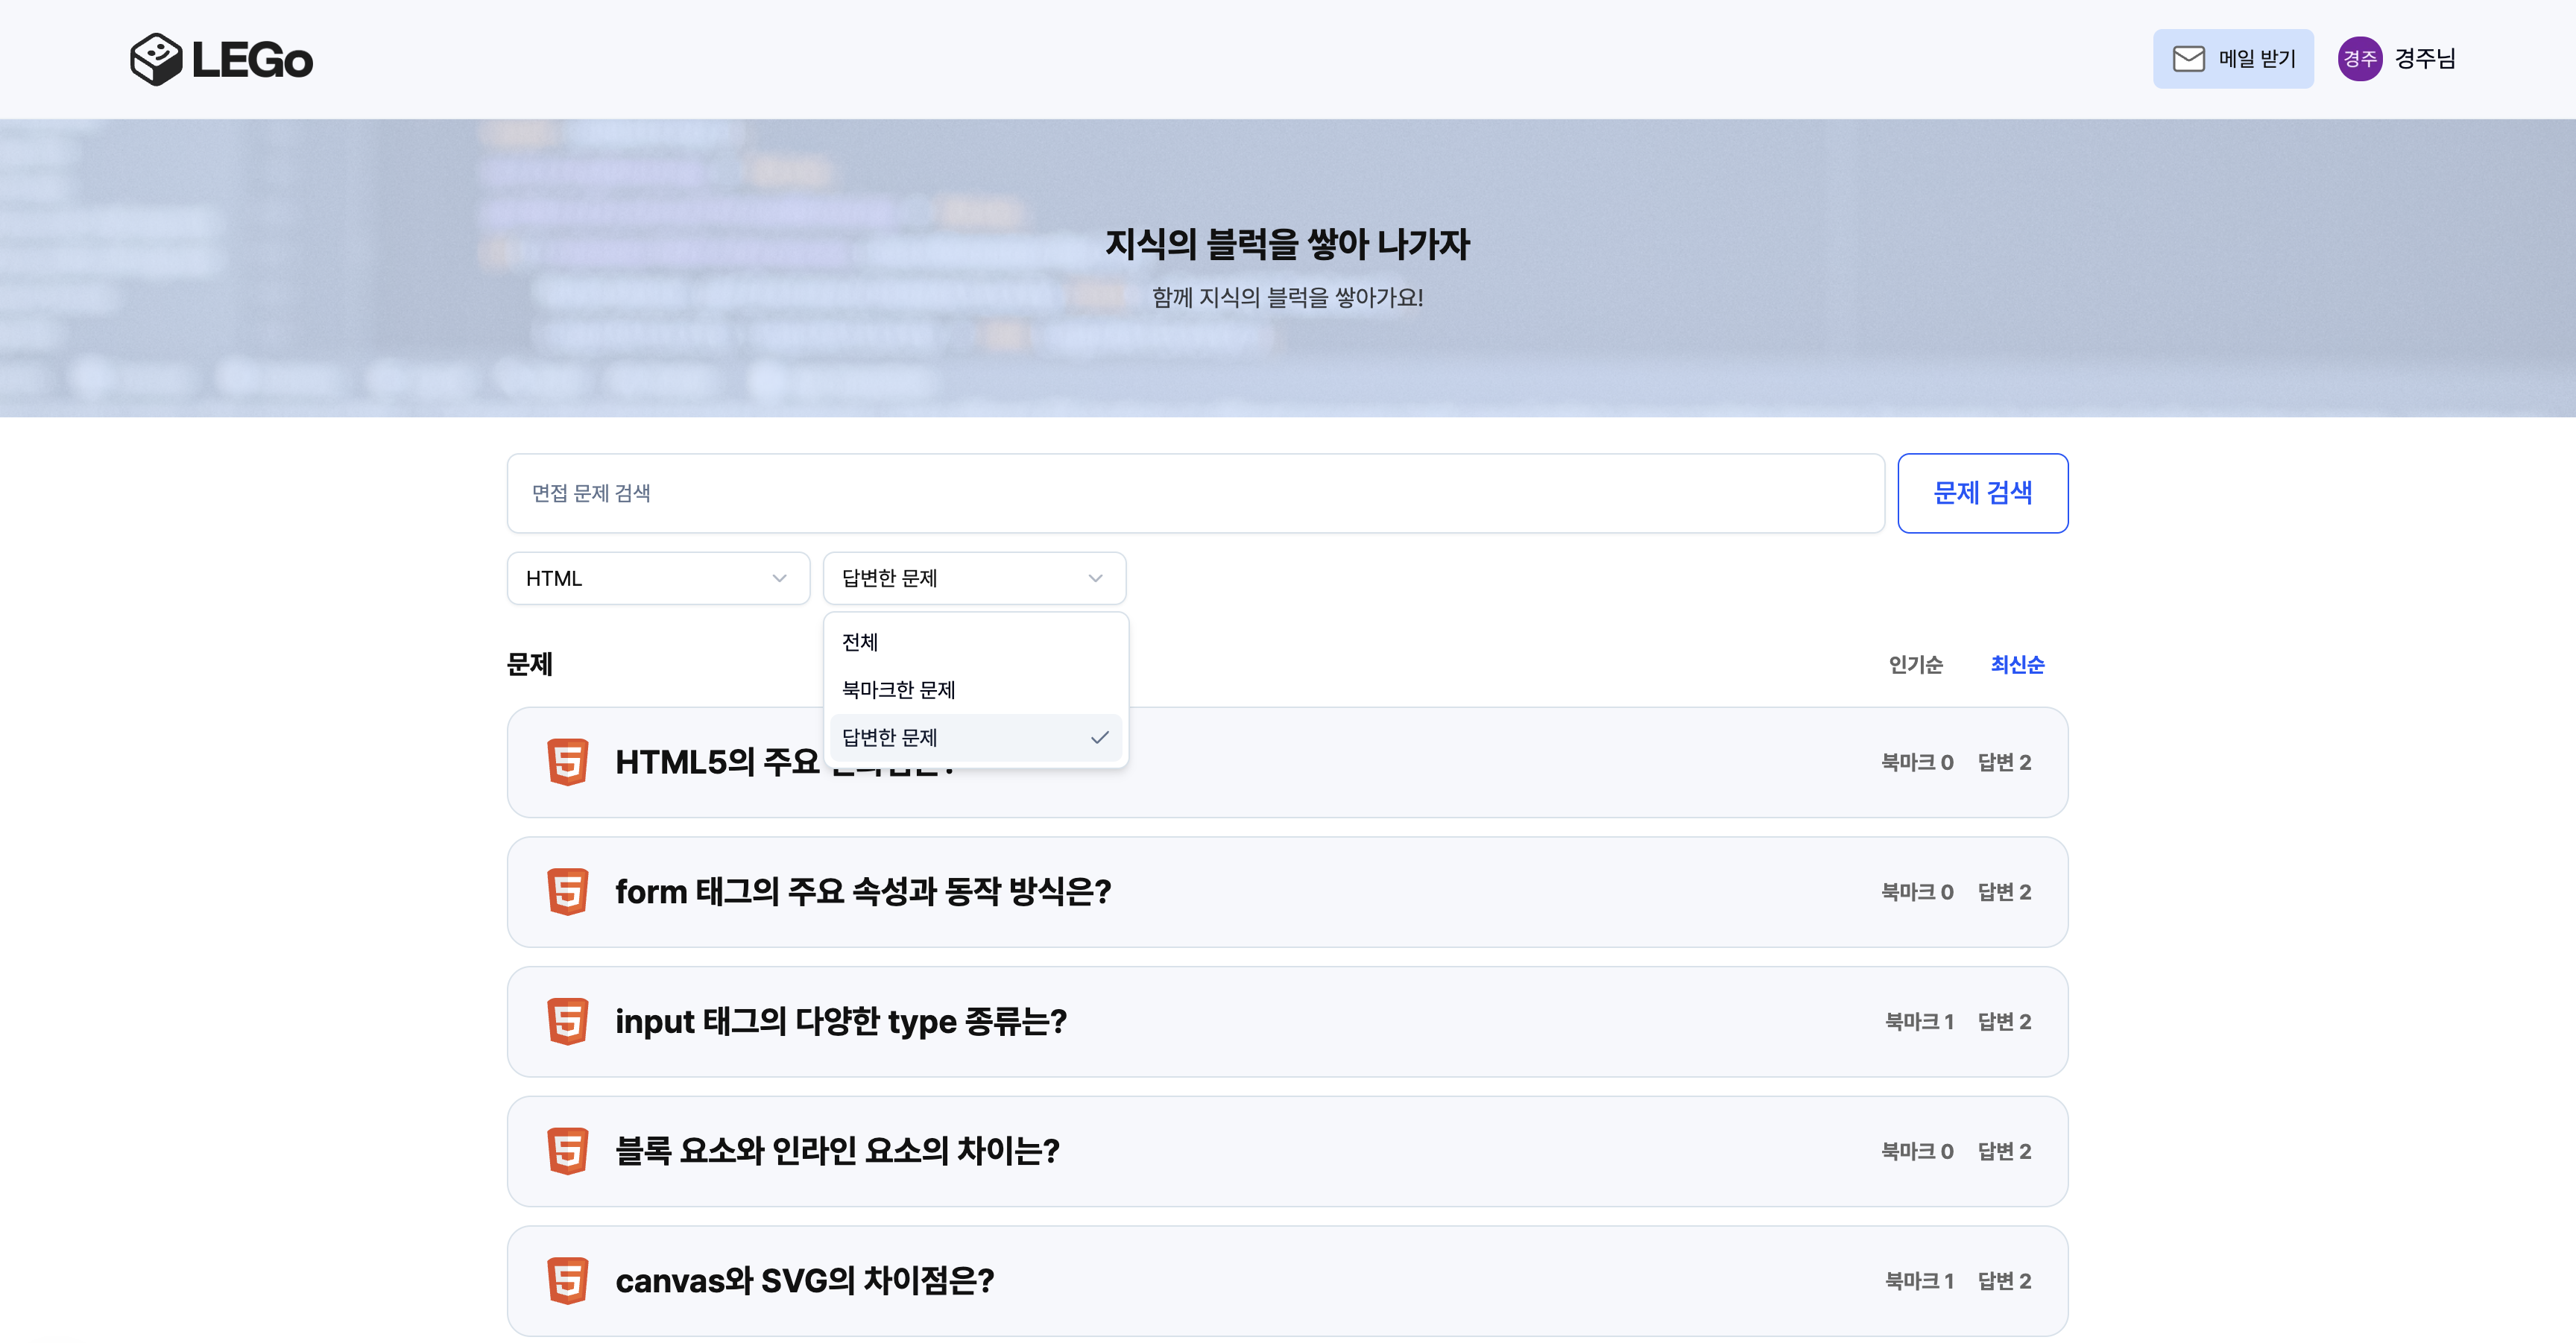 LEGo
메일 받기
경주
경주님
지식의 블럭을 쌓아 나가자
함께 지식의 블럭을 쌓아가요!
면접 문제 검색
문제 검색
HTML
답변한 문제
전체
북마크한 문제
답변한 문제
문제
인기순
최신순
HTML5의 주요
북마크 0 답변 2
form 태그의 주요 속성과 동작 방식은?
북마크 0 답변 2
input 태그의 다양한 type 종류는?
북마크 1 답변 2
블록 요소와 인라인 요소의 차이는?
북마크 0 답변 2
canvas와 SVG의 차이점은?
북마크 1 답변 2